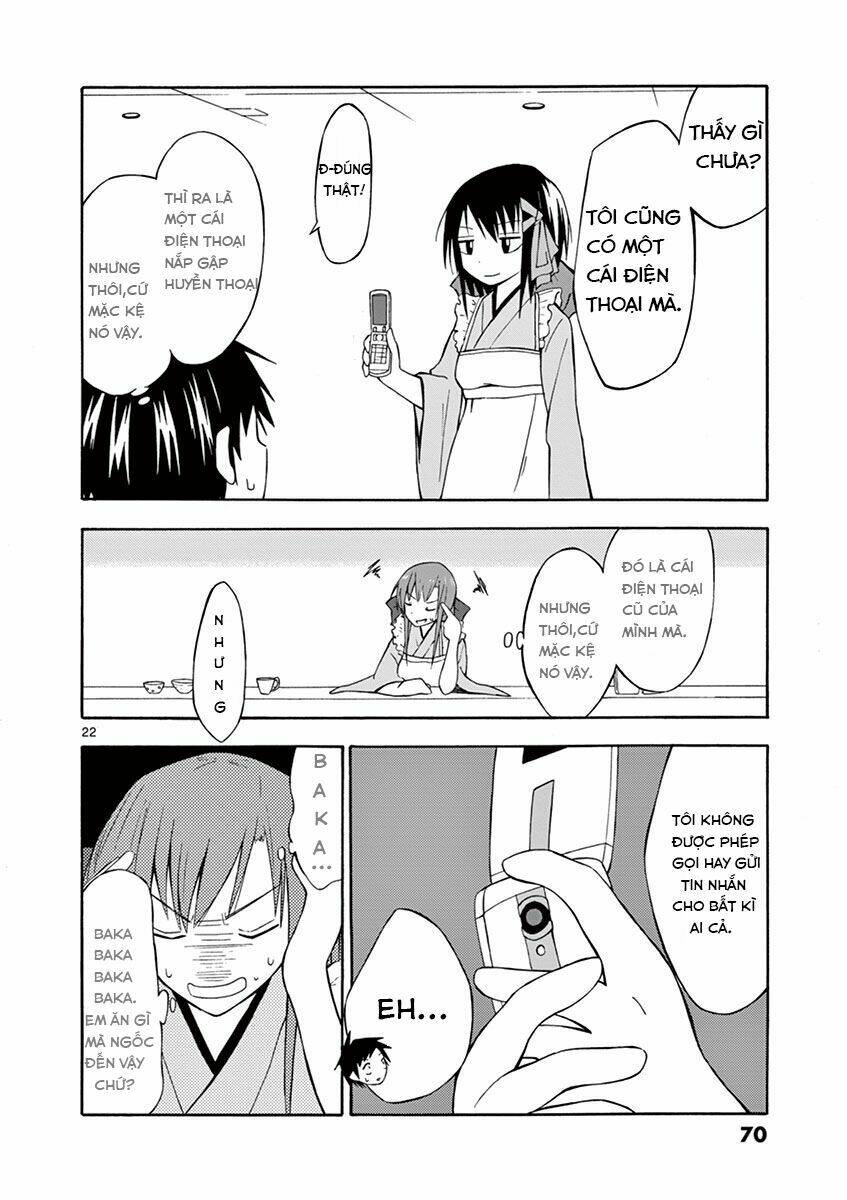 THẤY GÌ
CHƯA?
TÔI CŨNG
CÓ MỘT
CÁI ĐIỆN
THOẠI MÀ.
Đ-ĐÚNG
THẬT!
THÌ RA LÀ
MỘT CÁI
ĐIỆN THOẠI
NẮP GẬP
HUYỀN THOẠI
NHƯNG
THÔI,CỨ
MẶC KỆ
NÓ VẬY.
ĐÓ LÀ CÁI
ĐIỆN THOẠI
CŨ CỦA
MÌNH MÀ.
NHƯNG
THÔI,CỨ
MẶC KỆ
NÓ VẬY.
N
H
Ư
N
G
22
TÔI KHÔNG
ĐƯỢC PHÉP
GỌI HAY GỬI
TIN NHẮN
CHO BẤT KÌ
AI CẢ.
EH...
B
A
K
A
...
BAKA
BAKA
BAKA
BAKA.
EM ĂN GÌ
MÀ NGỐC
ĐẾN VẬY
CHỨ?
70